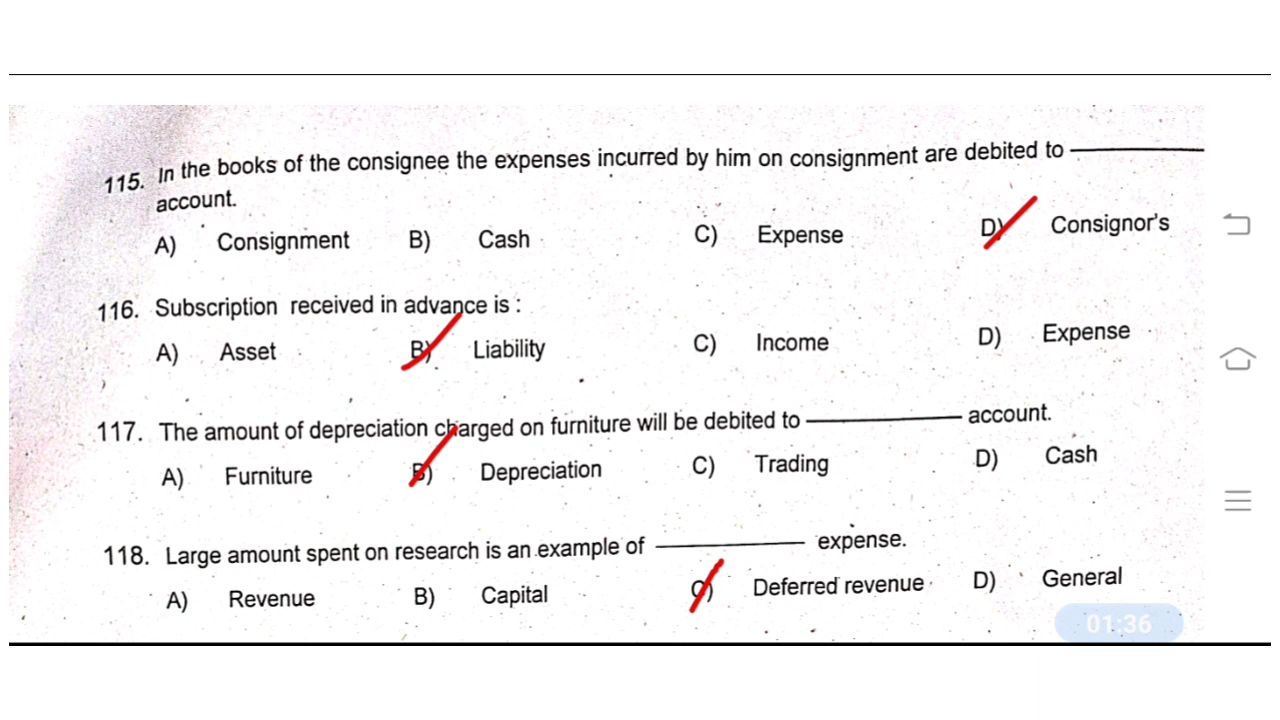 115. In the books of the consignee the expenses incurred by him on consignment are debited to
account.
A) Consignment B) Cash C) Expense D) Consignor's
116. Subscription received in advance is :
A) Asset B) Liability C) Income D) Expense
117. The amount of depreciation charged on furniture will be debited to account.
A) Furniture B) Depreciation C) Trading D) Cash
118. Large amount spent on research is an example of expense.
A) Revenue B) Capital C) Deferred revenue D) General
01:36